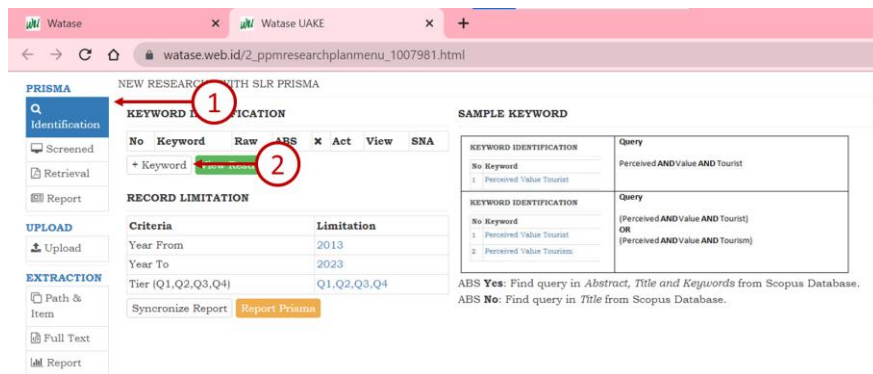 Watase
Watase UAKE
watase.web.id/2_ppmresearchplanmenu_1007981.html
PRISMA
Identification
Screened
Retrieval
Report
UPLOAD
Upload
EXTRACTION
Path &
Item
Full Text
Report
WITH SLR PRISMA
1
KEYWORD
No Keyword Raw ABS × Act View SNA
+ Keyword
2
RECORD LIMITATION
Criteria Limitation
Year From 2013
Year To 2023
Tier (Q1,Q2,Q3,Q4) Q1,Q2,Q3,Q4
Syncronize Report Report Prisma
SAMPLE KEYWORD
KEYWORD IDENTIFICATION
No Keyword
1 Perceived Value Tourist
Query
Perceived AND Value AND Tourist
KEYWORD IDENTIFICATION
No Keyword
1 Perceived Value Tourist
2 Perceived Value Tourism
Query
(Perceived AND Value AND Tourist)
OR
(Perceived AND Value AND Tourism)
ABS Yes: Find query in Abstract, Title and Keywords from Scopus Database.
ABS No: Find query in Title from Scopus Database.